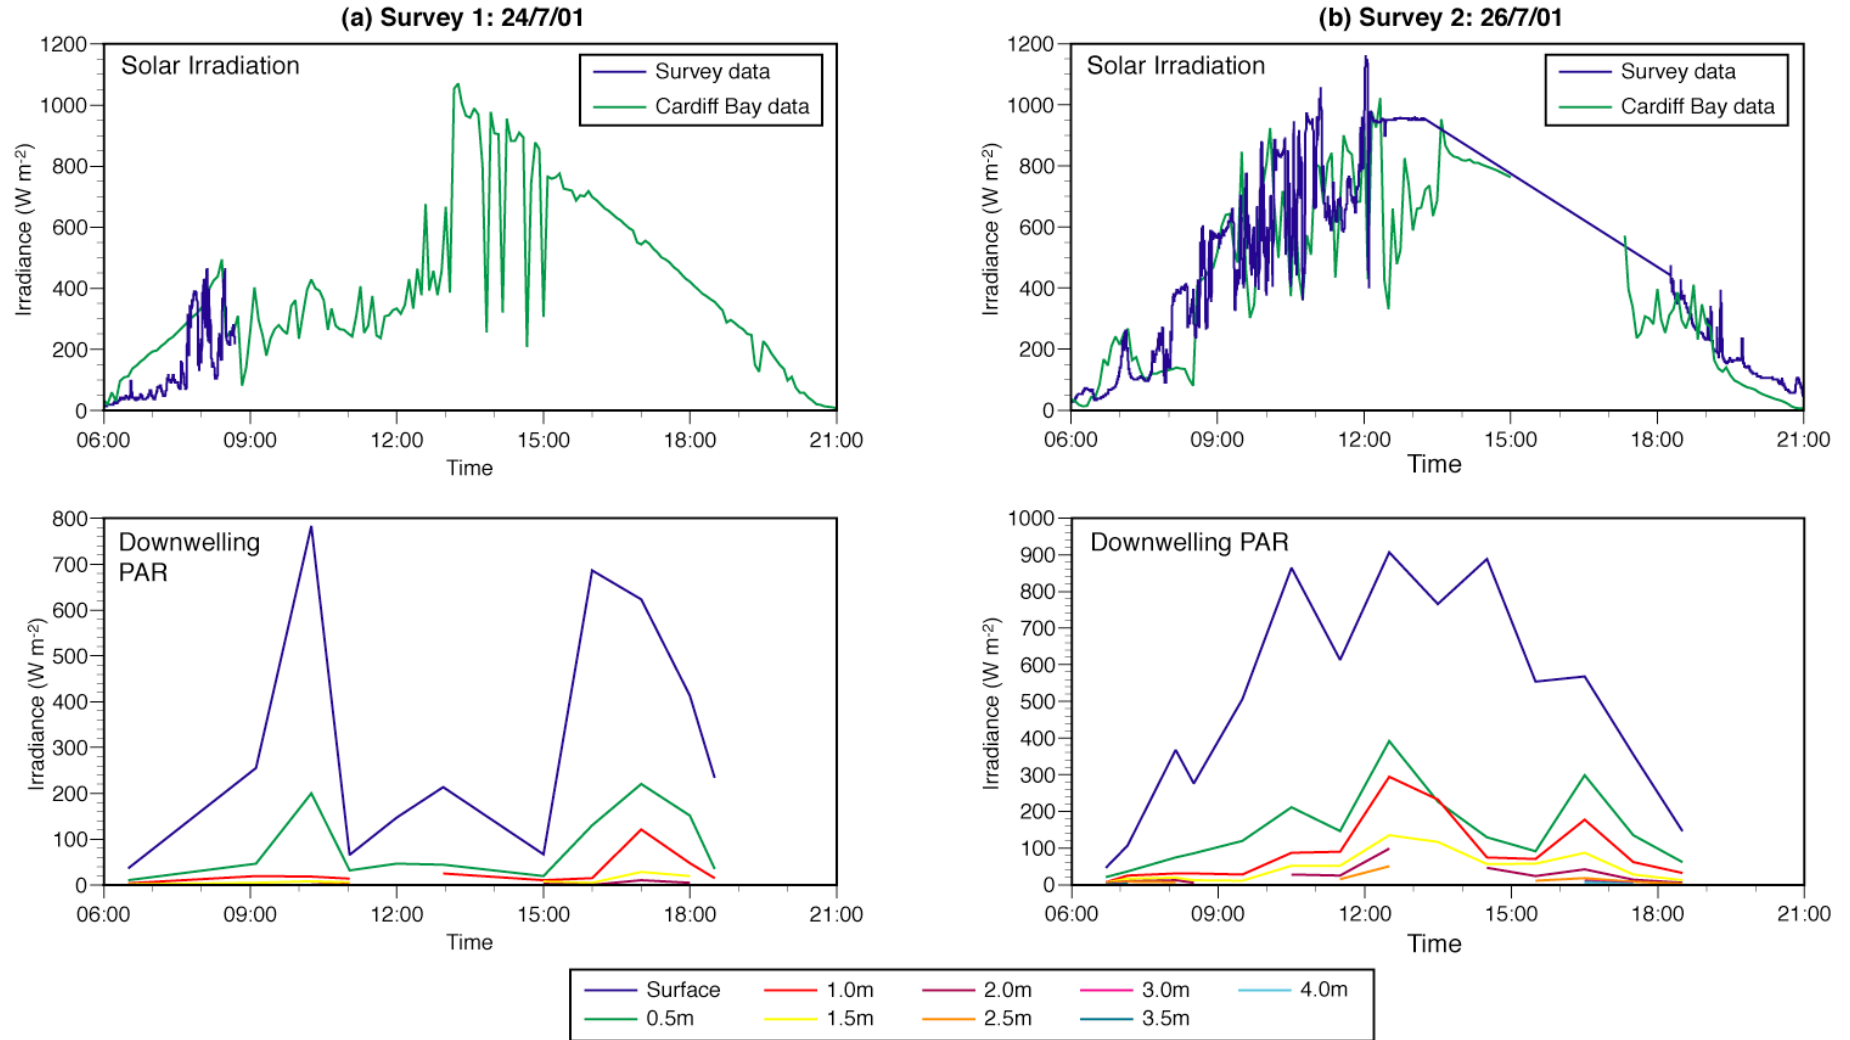 (a) Survey 1: 24/7/01
(b) Survey 2: 26/7/01
1200
1000
800
600
400
200
0
Irradiance (W m-2)
Solar Irradiation
Survey data
Cardiff Bay data
06:00 09:00 12:00 15:00 18:00 21:00
Time
1200
1000
800
600
400
200
0
Irradiance (W m-2)
Solar Irradiation
Survey data
Cardiff Bay data
06:00 09:00 12:00 15:00 18:00 21:00
Time
800
700
600
500
400
300
200
100
0
Irradiance (W m-2)
Downwelling
PAR
06:00 09:00 12:00 15:00 18:00 21:00
Time
1000
900
800
700
600
500
400
300
200
100
0
Irradiance (W m-2)
Downwelling PAR
06:00 09:00 12:00 15:00 18:00 21:00
Time
Surface 1.0m 2.0m 3.0m 4.0m
0.5m 1.5m 2.5m 3.5m